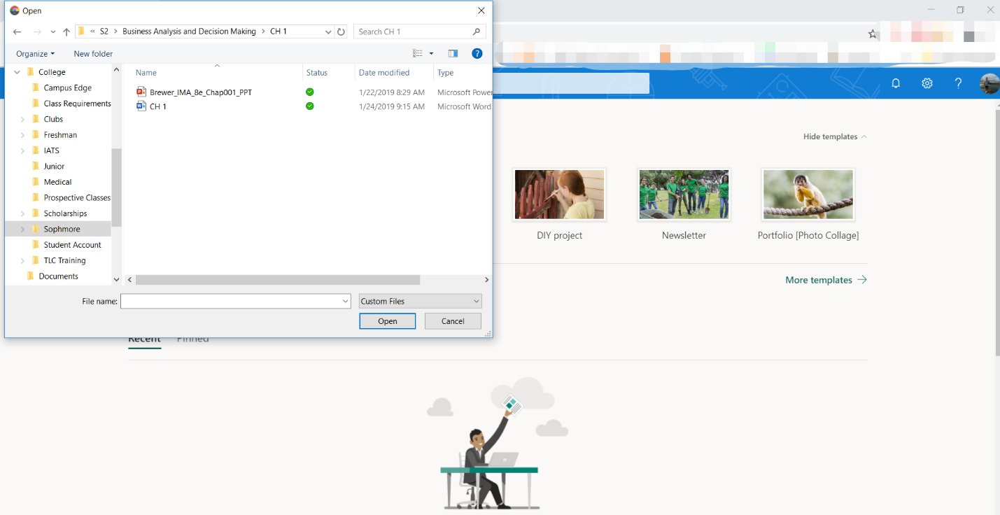 Open
« S2 > Business Analysis and Decision Making > CH 1
Search CH 1
Organize
New folder
Name
Status
Date modified
Type
Brewer_IMA_8e_Chap001_PPT
1/22/2019 8:29 AM
Microsoft Power
CH 1
1/24/2019 9:15 AM
Microsoft Word
College
Campus Edge
Class Requirements
Clubs
Freshman
IATS
Junior
Medical
Prospective Classes
Scholarships
Sophmore
Student Account
TLC Training
Documents
File name:
Custom Files
Open
Cancel
Hide templates
DIY project
Newsletter
Portfolio [Photo Collage]
More templates
Recent
Pinned